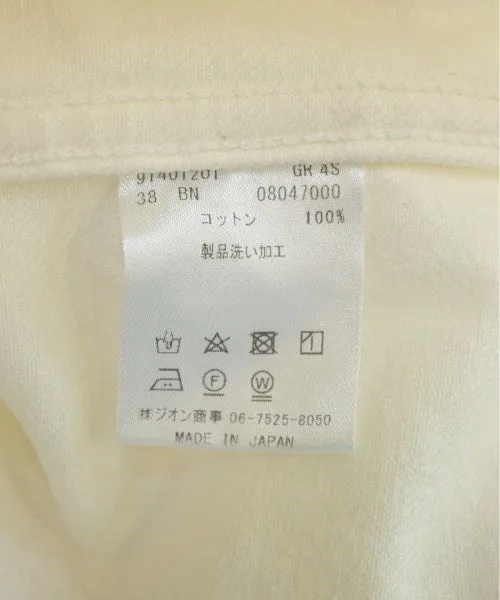 91401201 GR 4S
38 BN 08047000
コットン 100%
製品洗い加工
F W
㈱ジオン商事 06-7525-8050
MADE IN JAPAN